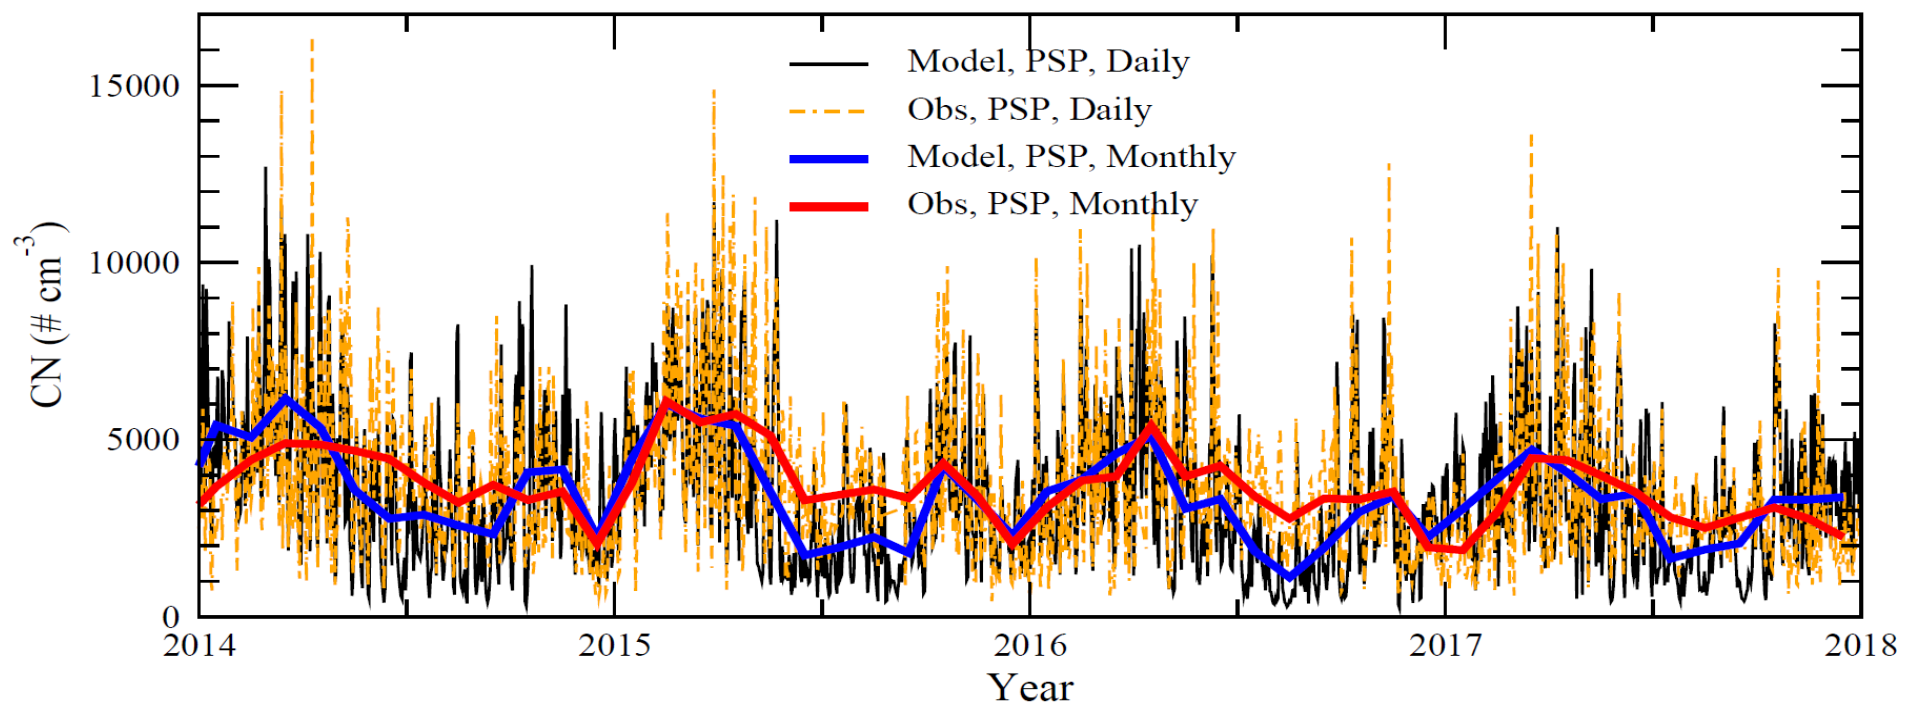 Model, PSP, Daily
Obs, PSP, Daily
Model, PSP, Monthly
Obs, PSP, Monthly
15000
10000
5000
0
CN (# cm-3)
2014 2015 2016 2017 2018
Year